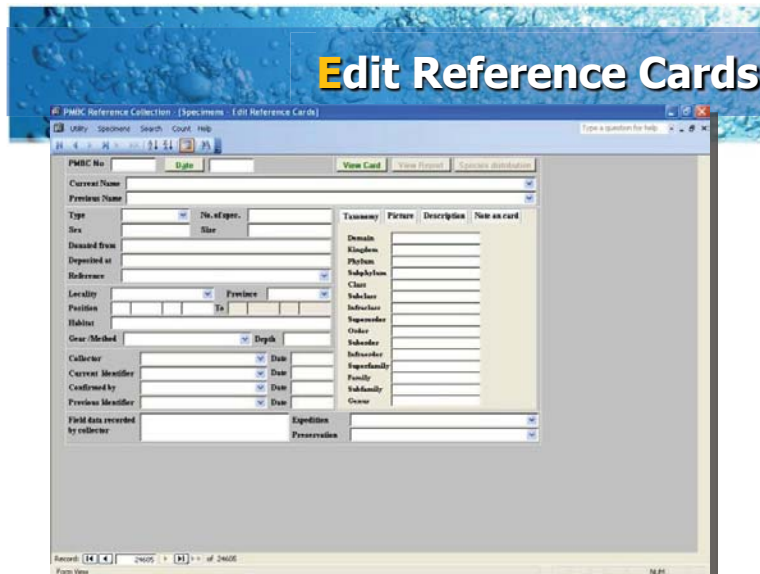 Edit Reference Cards
PMBC Reference Collection - [Specimens - Edit Reference Cards]
Utility Specimens Search Count Help Type a question for help
PMBC No Date View Card View Report Species distribution
Current Name
Previous Name
Type No. of spec. Taxonomy Picture Description Note on card
Sex Size
Donated from
Deposited at
Reference
Locality Province
Position To
Habitat
Gear /Method Depth
Domain
Kingdom
Phylum
Subphylum
Class
Subclass
Infraclass
Superorder
Order
Suborder
Infraorder
Superfamily
Family
Subfamily
Genus
Collector Date
Current Identifier Date
Confirmed by Date
Previous Identifier Date
Field data recorded Expedition
by collector Preservation
Record: 24605 of 24605
Form View NUM